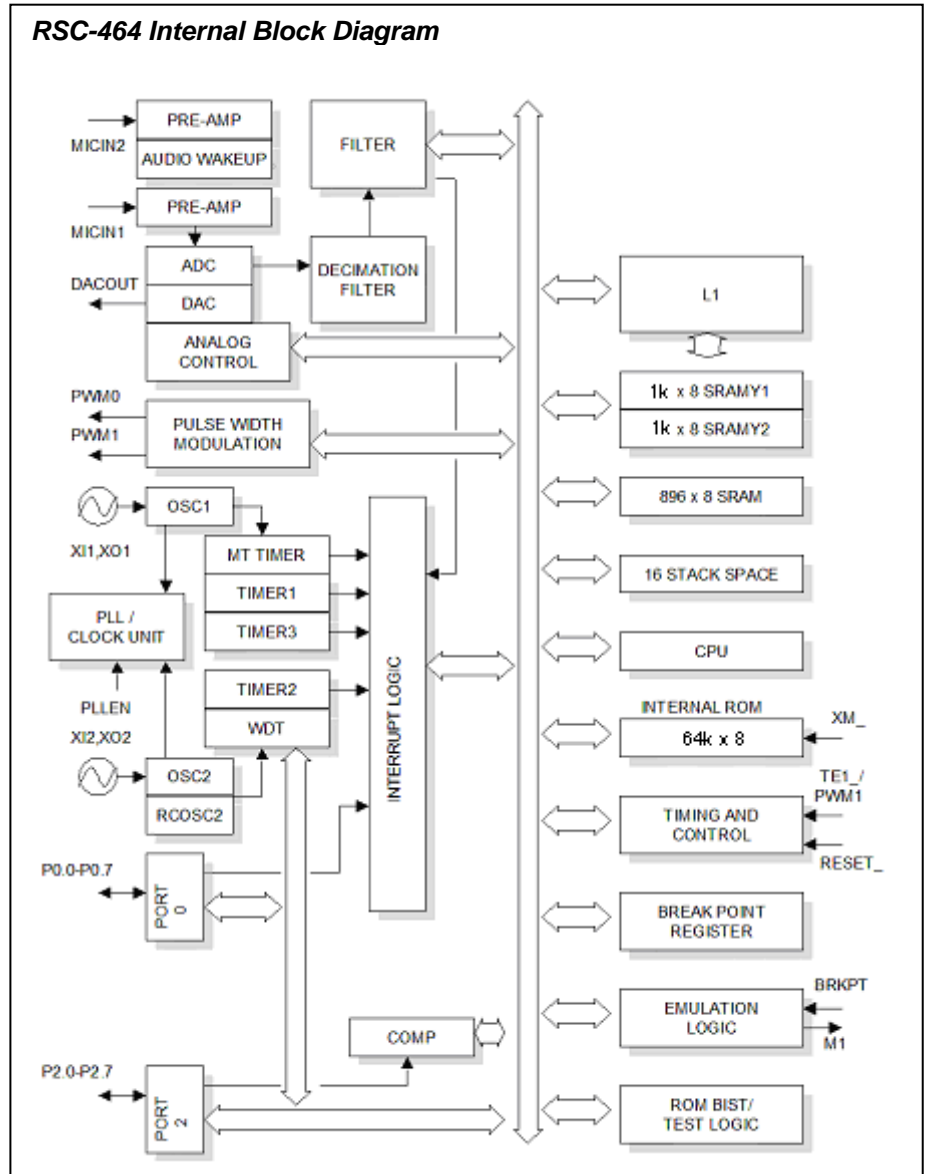 RSC-464 Internal Block Diagram
PRE-AMP
MICIN2
AUDIO WAKEUP
FILTER
PRE-AMP
MICIN1
ADC
DACOUT
DAC
DECIMATION
FILTER
ANALOG
CONTROL
L1
PWM0
PWM1
PULSE WIDTH
MODULATION
1k x 8 SRAMY1
1k x 8 SRAMY2
OSC1
XI1,XO1
896 x 8 SRAM
MT TIMER
TIMER1
TIMER3
16 STACK SPACE
PLL /
CLOCK UNIT
CPU
PLLEN
TIMER2
WDT
INTERRUPT LOGIC
INTERNAL ROM
64k x 8
XM_
XI2,XO2
OSC2
RCOSC2
TE1_/
PWM1
TIMING AND
CONTROL
RESET_
P0.0-P0.7
PORT
0
BREAK POINT
REGISTER
BRKPT
EMULATION
LOGIC
M1
COMP
P2.0-P2.7
PORT
2
ROM BIST/
TEST LOGIC